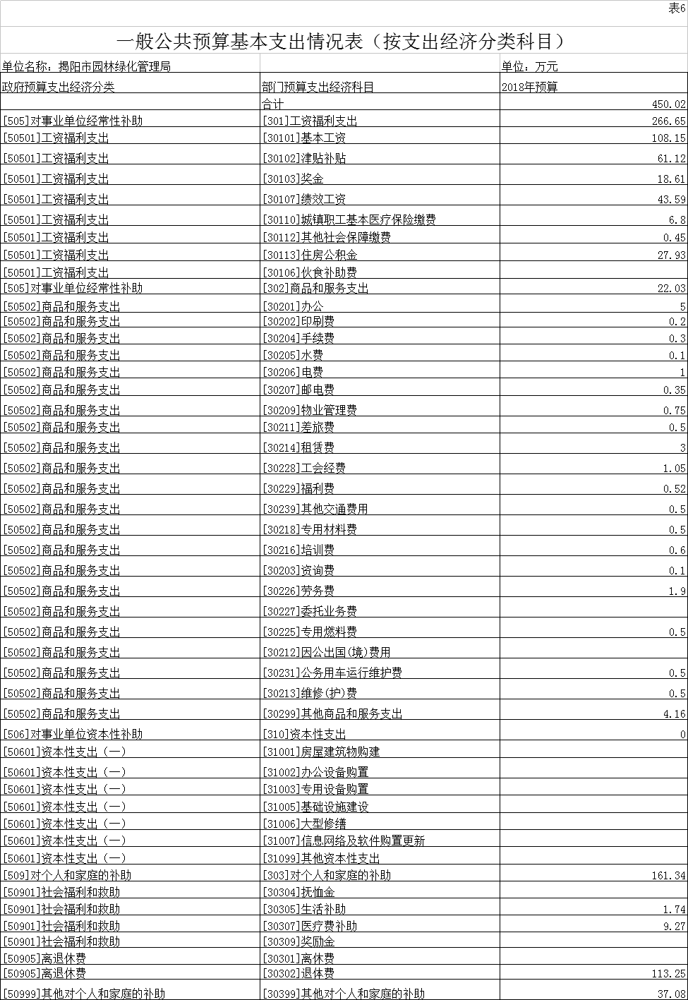 表6
一般公共预算基本支出情况表（按支出经济分类科目）
单位名称：揭阳市园林绿化管理局 单位：万元
政府预算支出经济分类 部门预算支出经济科目 2018年预算
合计 450.02
[505]对事业单位经常性补助 [301]工资福利支出 266.65
[50501]工资福利支出 [30101]基本工资 108.15
[50501]工资福利支出 [30102]津贴补贴 61.12
[50501]工资福利支出 [30103]奖金 18.61
[50501]工资福利支出 [30107]绩效工资 43.59
[50501]工资福利支出 [30110]城镇职工基本医疗保险缴费 6.8
[50501]工资福利支出 [30112]其他社会保障缴费 0.45
[50501]工资福利支出 [30113]住房公积金 27.93
[50501]工资福利支出 [30106]伙食补助费
[505]对事业单位经常性补助 [302]商品和服务支出 22.03
[50502]商品和服务支出 [30201]办公 5
[50502]商品和服务支出 [30202]印刷费 0.2
[50502]商品和服务支出 [30204]手续费 0.3
[50502]商品和服务支出 [30205]水费 0.1
[50502]商品和服务支出 [30206]电费 1
[50502]商品和服务支出 [30207]邮电费 0.35
[50502]商品和服务支出 [30209]物业管理费 0.75
[50502]商品和服务支出 [30211]差旅费 0.5
[50502]商品和服务支出 [30214]租赁费 3
[50502]商品和服务支出 [30228]工会经费 1.05
[50502]商品和服务支出 [30229]福利费 0.52
[50502]商品和服务支出 [30239]其他交通费用 0.5
[50502]商品和服务支出 [30218]专用材料费 0.5
[50502]商品和服务支出 [30216]培训费 0.6
[50502]商品和服务支出 [30203]资询费 0.1
[50502]商品和服务支出 [30226]劳务费 1.9
[50502]商品和服务支出 [30227]委托业务费
[50502]商品和服务支出 [30225]专用燃料费 0.5
[50502]商品和服务支出 [30212]因公出国(境)费用
[50502]商品和服务支出 [30231]公务用车运行维护费 0.5
[50502]商品和服务支出 [30213]维修(护)费 0.5
[50502]商品和服务支出 [30299]其他商品和服务支出 4.16
[506]对事业单位资本性补助 [310]资本性支出 0
[50601]资本性支出（一） [31001]房屋建筑物购建
[50601]资本性支出（一） [31002]办公设备购置
[50601]资本性支出（一） [31003]专用设备购置
[50601]资本性支出（一） [31005]基础设施建设
[50601]资本性支出（一） [31006]大型修缮
[50601]资本性支出（一） [31007]信息网络及软件购置更新
[50601]资本性支出（一） [31099]其他资本性支出
[509]对个人和家庭的补助 [303]对个人和家庭的补助 161.34
[50901]社会福利和救助 [30304]抚恤金
[50901]社会福利和救助 [30305]生活补助 1.74
[50901]社会福利和救助 [30307]医疗费补助 9.27
[50901]社会福利和救助 [30309]奖励金
[50905]离退休费 [30301]离休费
[50905]离退休费 [30302]退体费 113.25
[50999]其他对个人和家庭的补助 [30399]其他对个人和家庭的补助 37.08